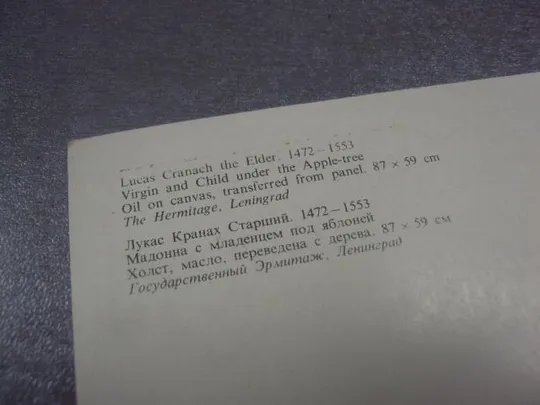 Lucas Cranach the Elder. 1472–1553
Virgin and Child under the Apple-tree
Oil on canvas, transferred from panel. 87 × 59 cm
The Hermitage, Leningrad
Лукас Кранах Старший. 1472–1553
Мадонна с младенцем под яблоней
Холст, масло, переведена с дерева. 87 × 59 см
Государственный Эрмитаж, Ленинград